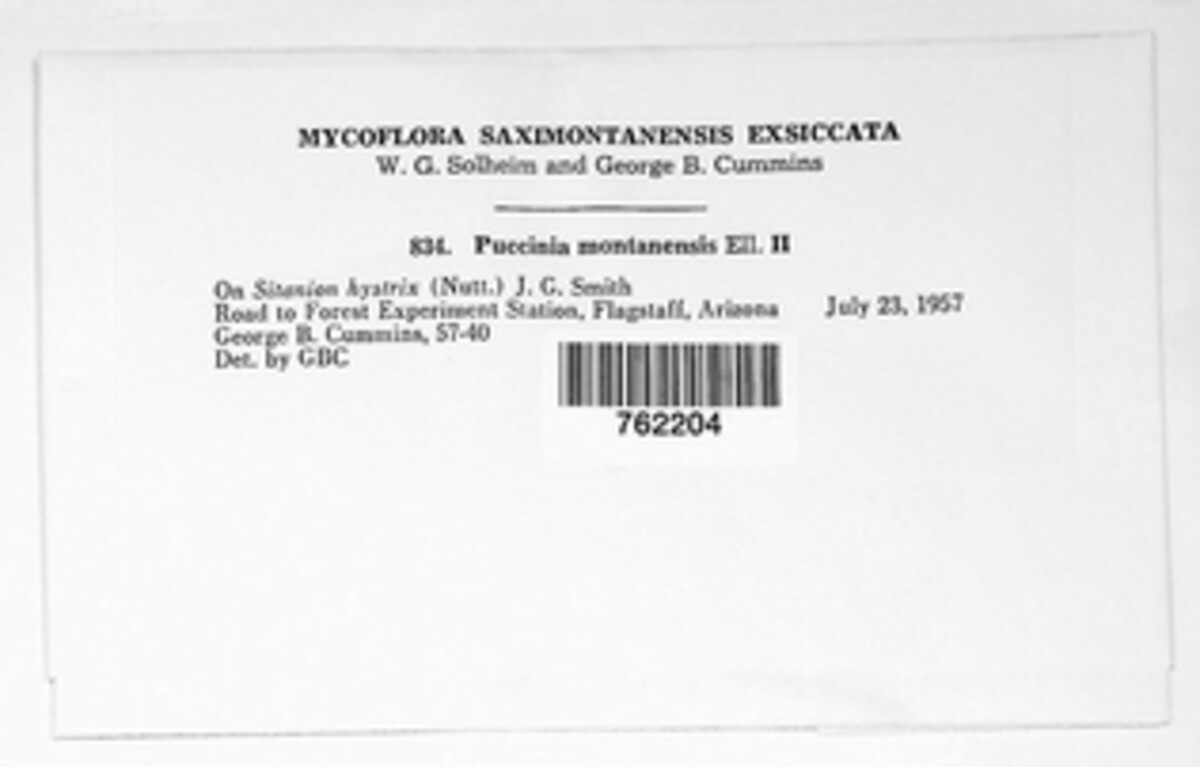 MYCOFLORA SAXIMONTANENSIS EXSICCATA
W. G. Solheim and George B. Cummins
834. Puccinia montanensis Ell. II
On Sitanion hystrix (Nutt.) J. G. Smith
Road to Forest Experiment Station, Flagstaff, Arizona July 23, 1957
George B. Cummins, 57-40
Det. by GBC
762204